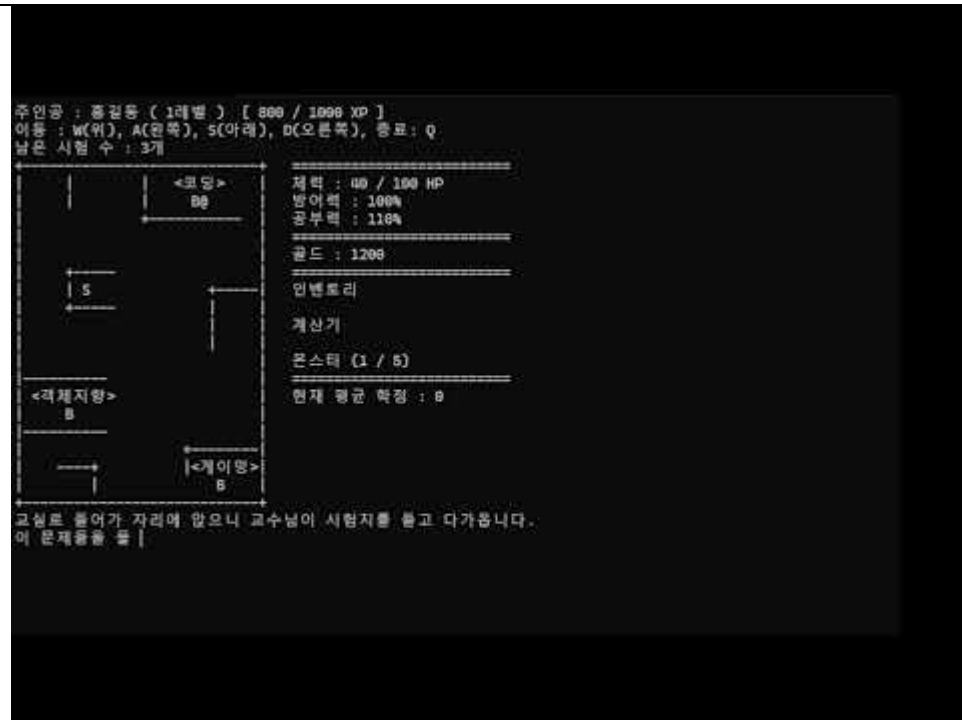 주인공 : 홍길동 ( 1레벨 ) [ 800 / 1000 XP ]
이동 : W(위), A(왼쪽), S(아래), D(오른쪽), 종료: Q
남은 시험 수 : 3개
<코딩>
B@
체력 : 40 / 100 HP
방어력 : 100%
공부력 : 110%
골드 : 1200
S
인벤토리
계산기
몬스터 (1 / 5)
<객체지향>
B
현재 평균 학점 : 0
<게이밍>
B
교실로 들어가 자리에 앉으니 교수님이 시험지를 들고 다가옵니다.
이 문제들을 풀